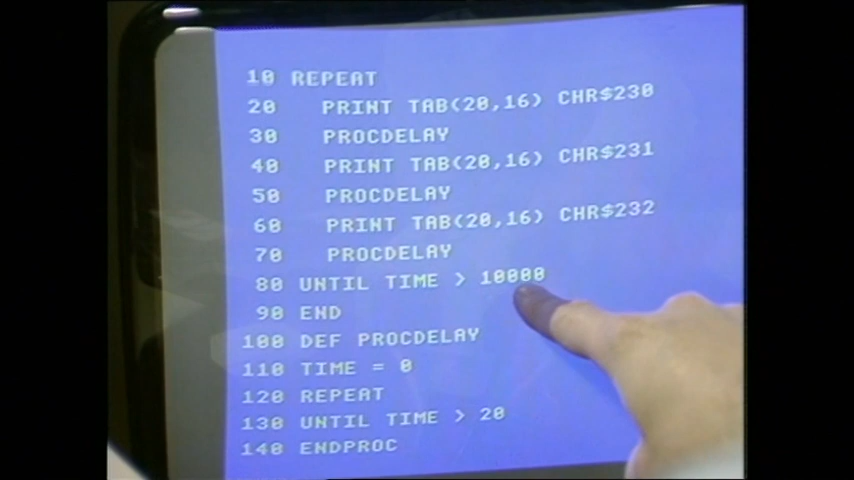 10 REPEAT
20 PRINT TAB(20,16) CHR$230
30 PROCDELAY
40 PRINT TAB(20,16) CHR$231
50 PROCDELAY
60 PRINT TAB(20,16) CHR$232
70 PROCDELAY
80 UNTIL TIME > 10000
90 END
100 DEF PROCDELAY
110 TIME = 0
120 REPEAT
130 UNTIL TIME > 20
140 ENDPROC